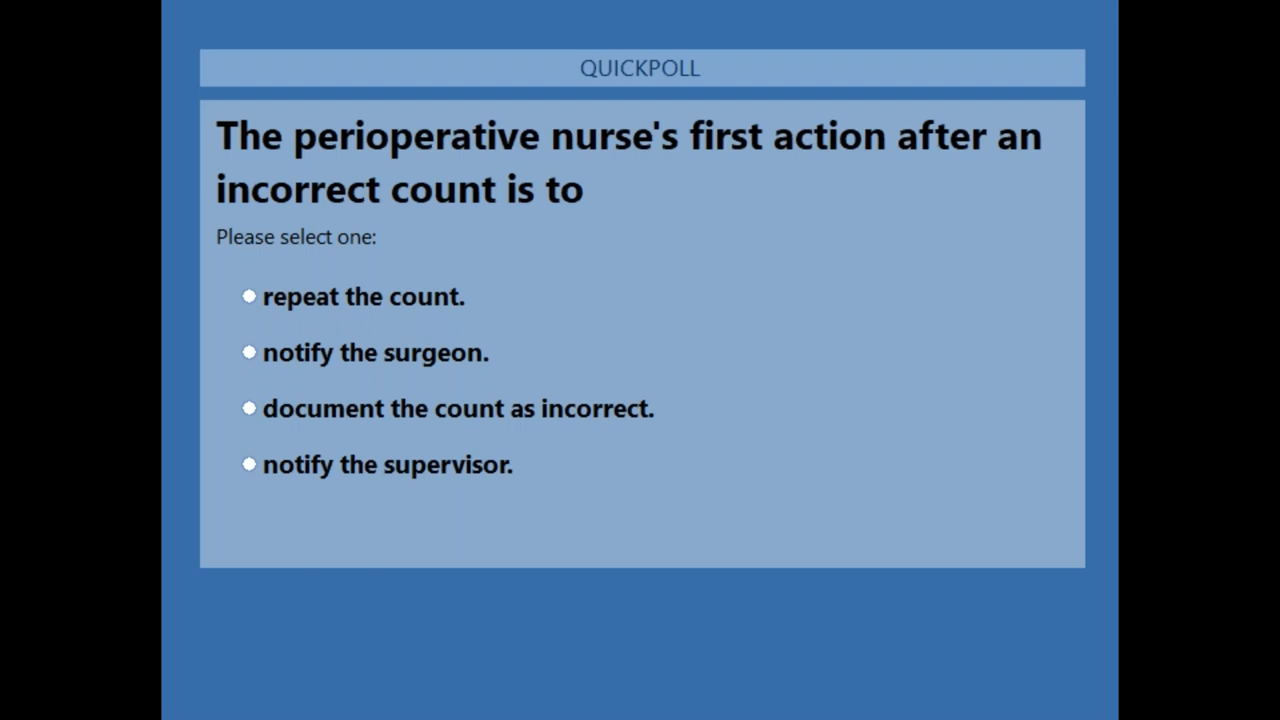 QUICKPOLL
The perioperative nurse's first action after an
incorrect count is to
Please select one:
repeat the count.
notify the surgeon.
document the count as incorrect.
notify the supervisor.